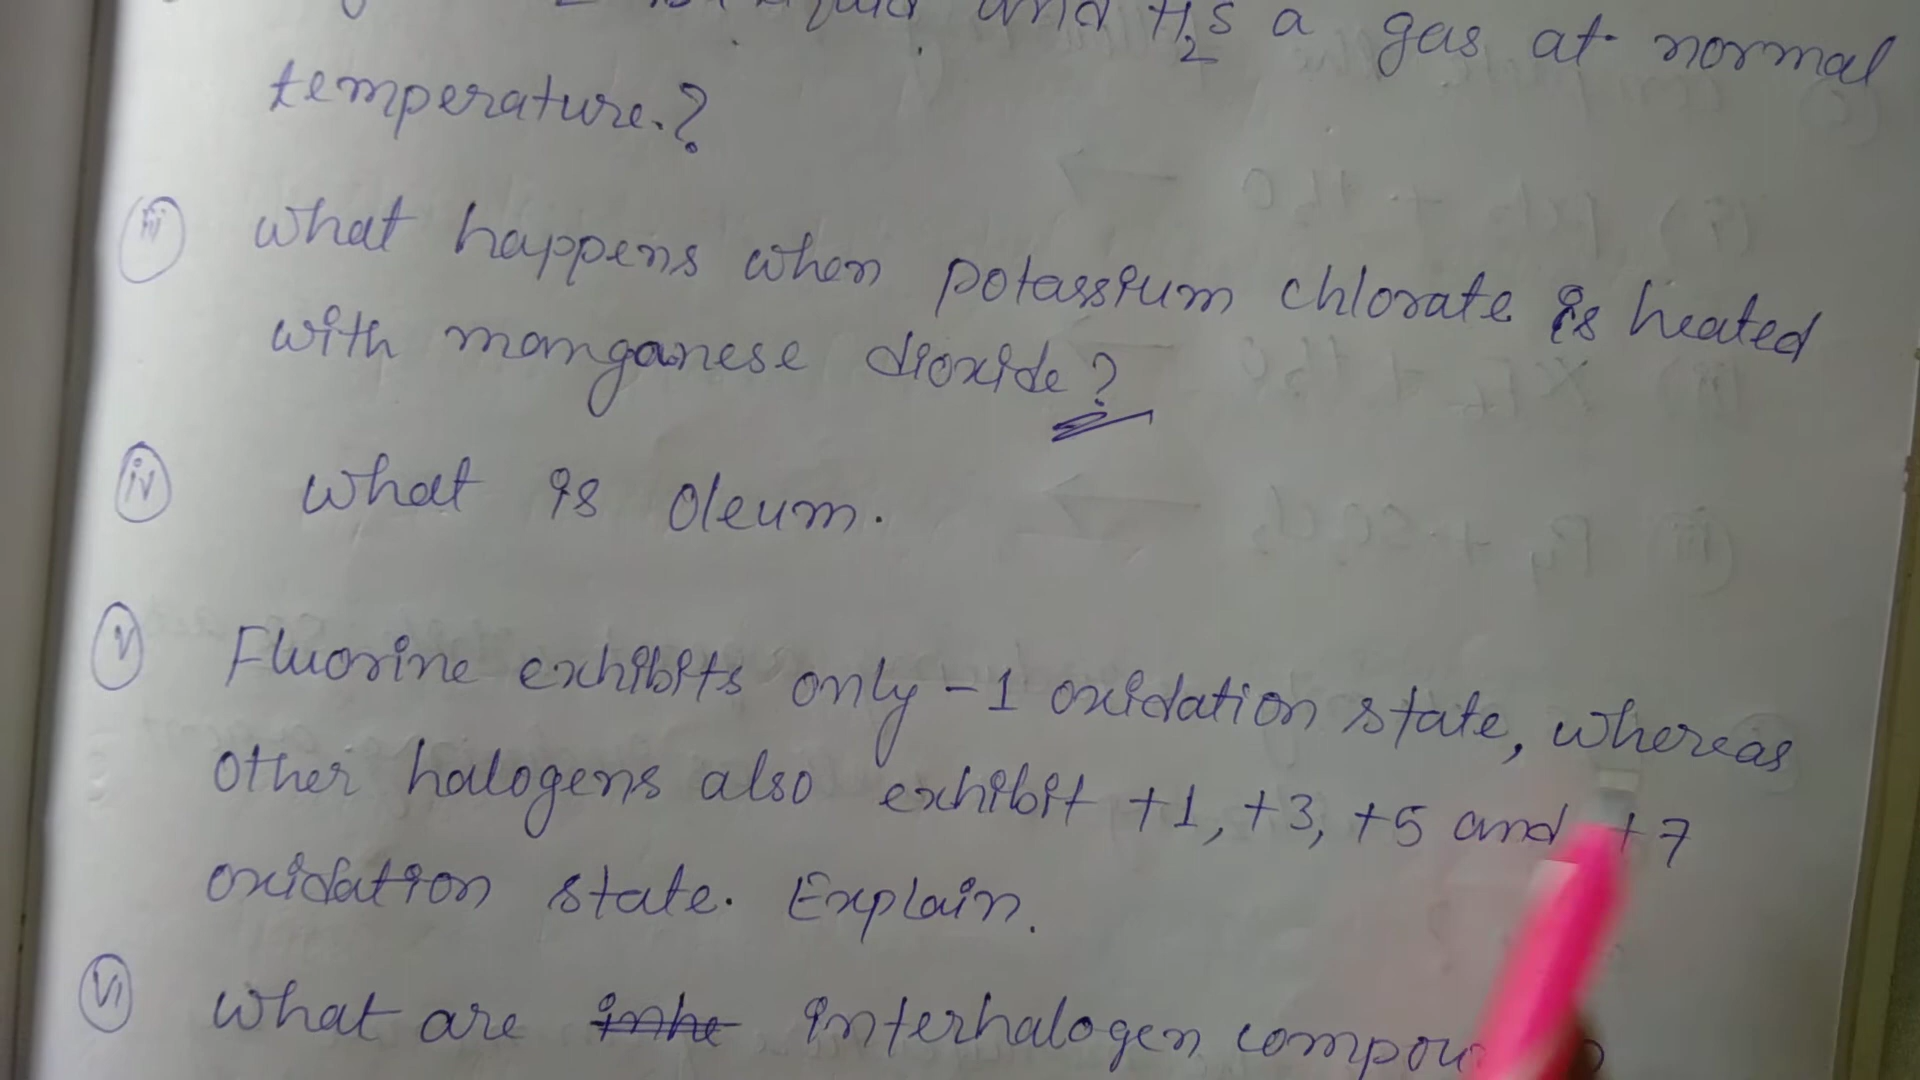 liquid and H₂S a gas at normal
temperature.?
(iii) What happens when potassium chlorate is heated
with manganese dioxide?
(iv) What is oleum.
(v) Fluorine exhibits only -1 oxidation state, whereas
other halogens also exhibit +1, +3, +5 and +7
oxidation state. Explain.
(vi) What are inhe interhalogen